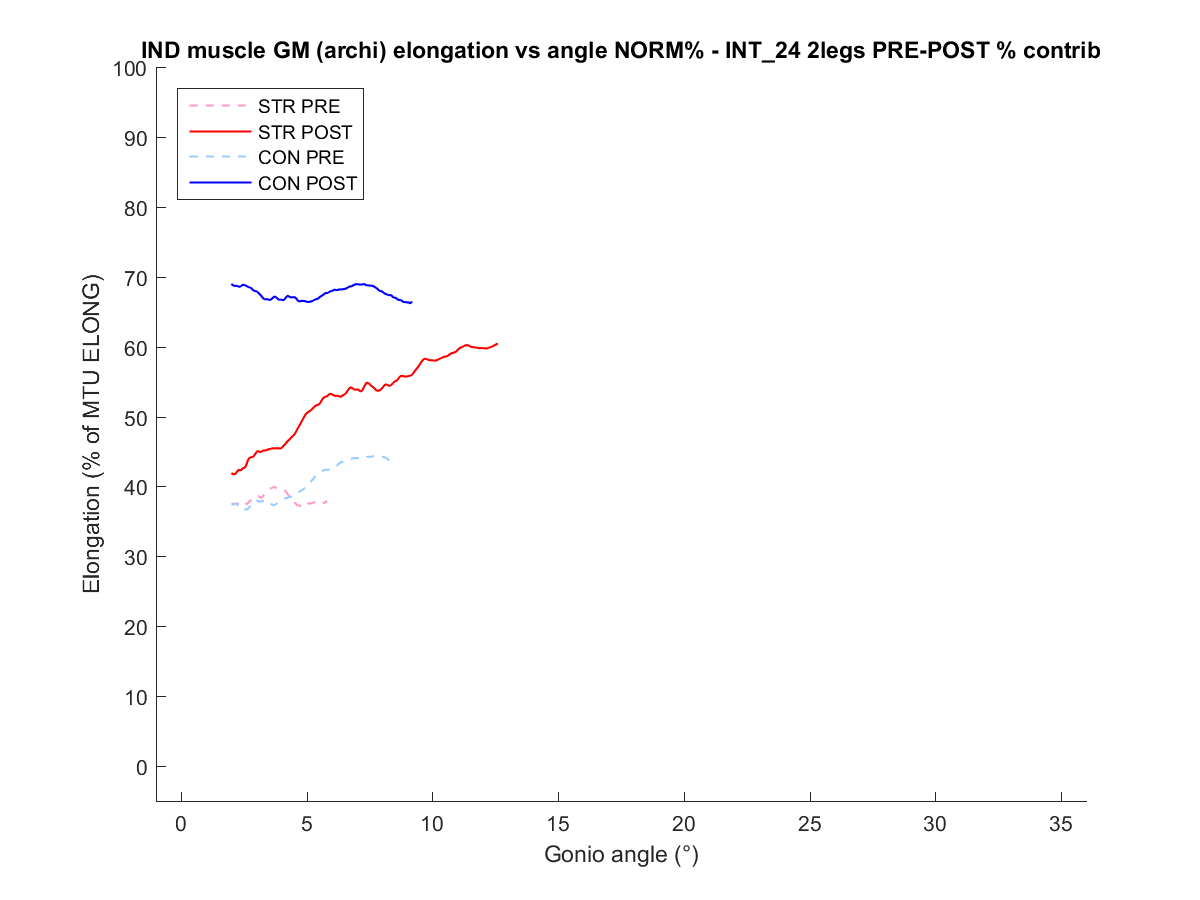 IND muscle GM (archi) elongation vs angle NORM% - INT_24 2legs PRE-POST % contrib
100
90
80
70
60
50
40
30
20
10
0
Elongation (% of MTU ELONG)
STR PRE
STR POST
CON PRE
CON POST
0 5 10 15 20 25 30 35
Gonio angle (°)